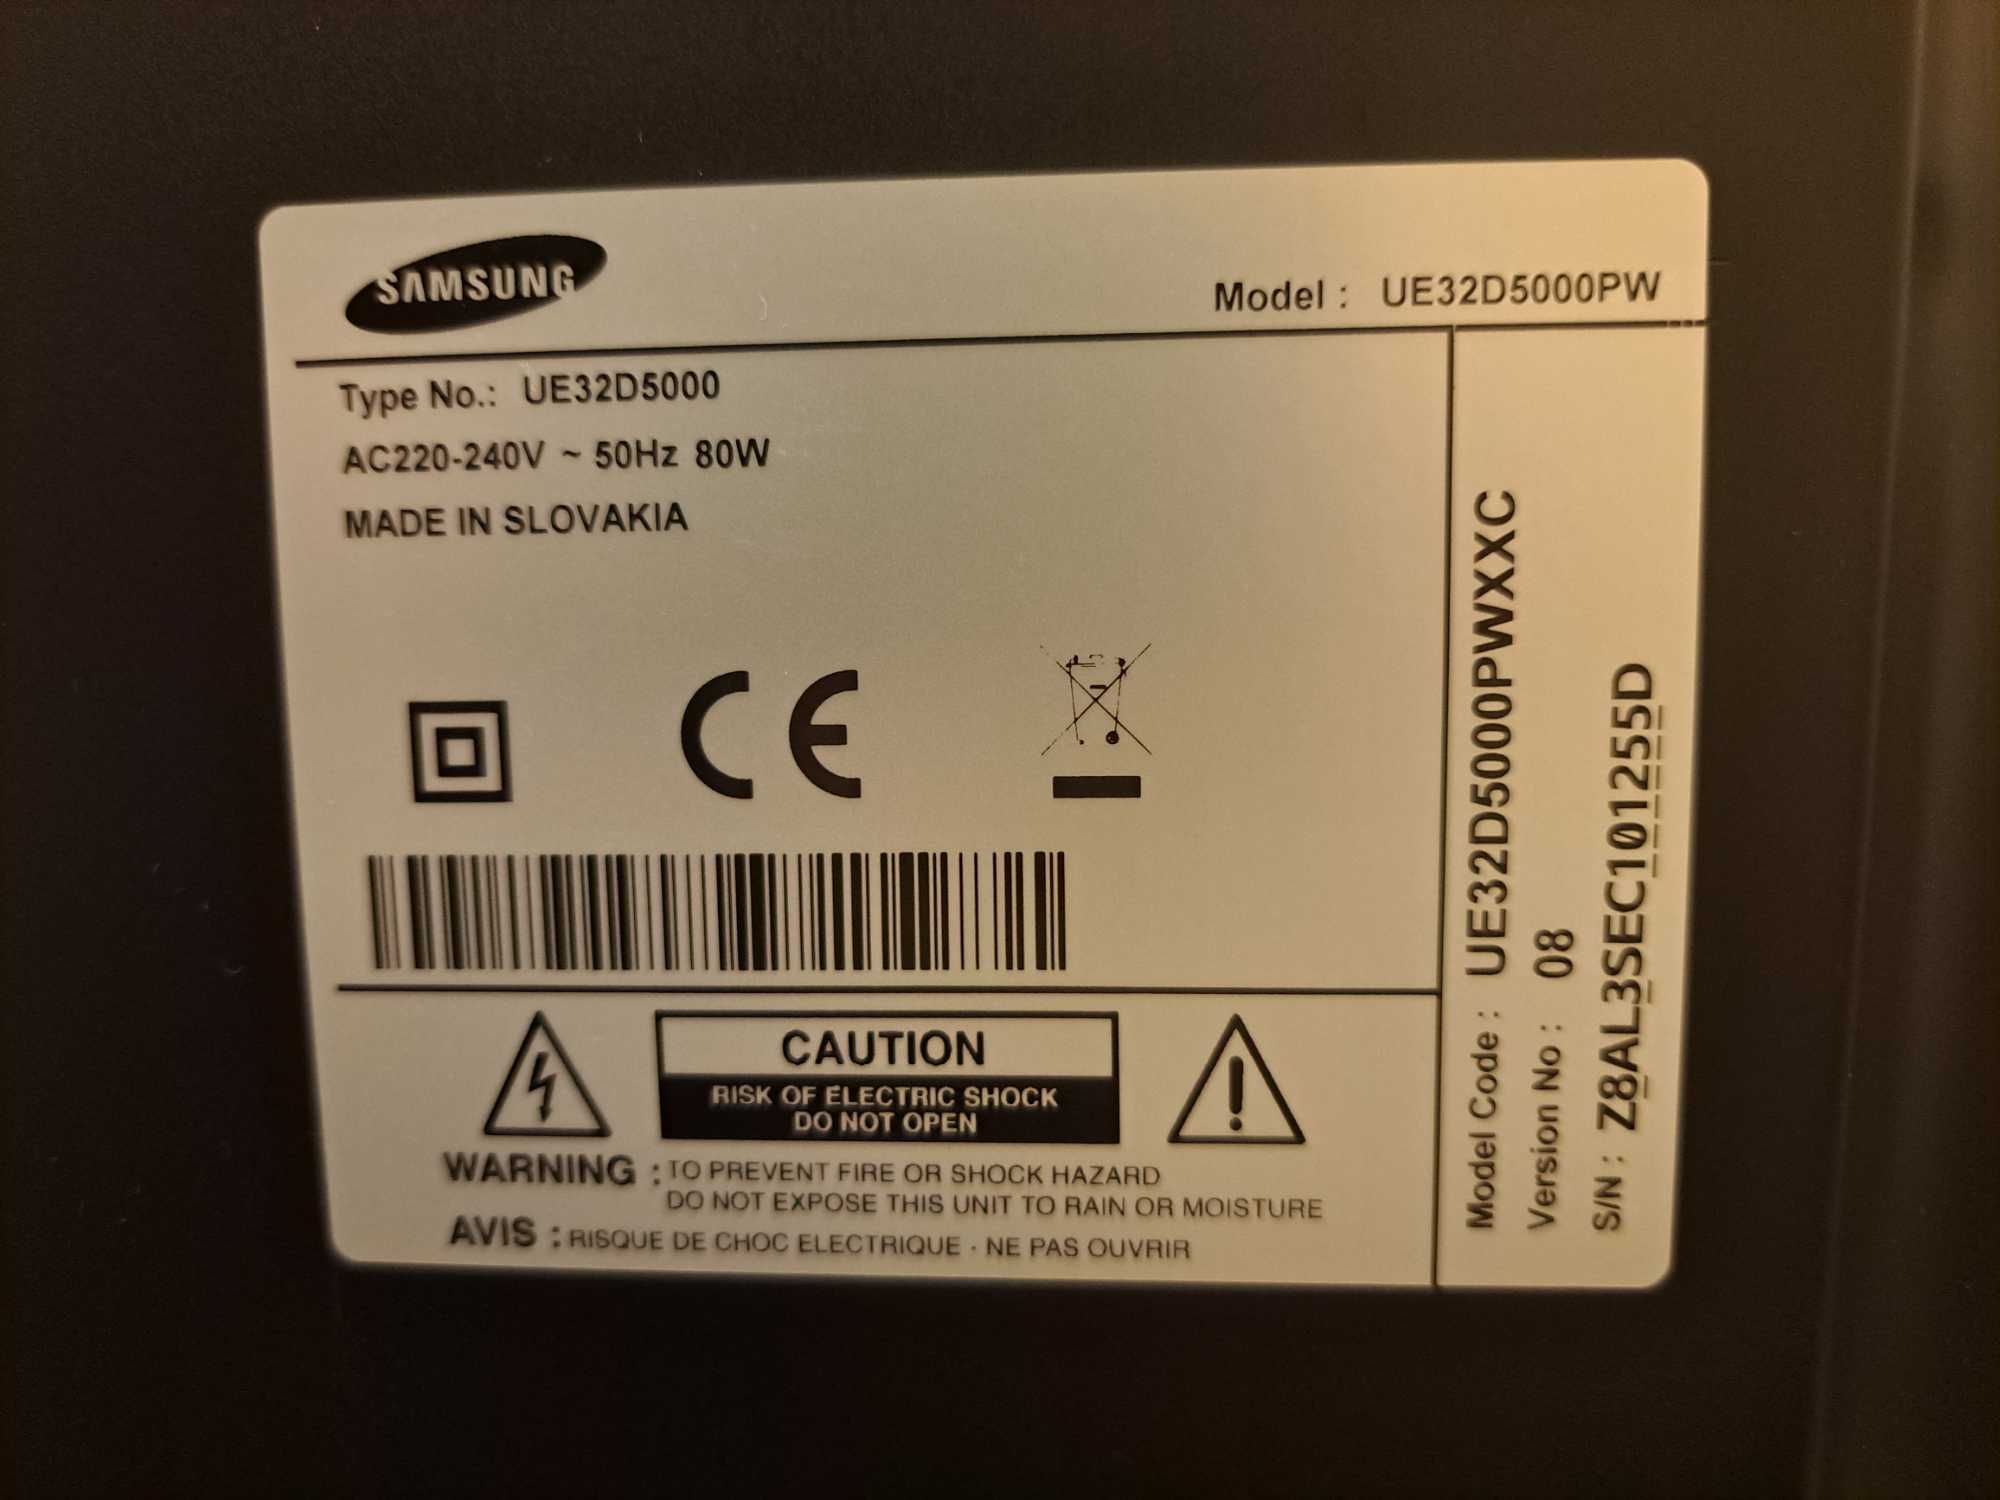 SAMSUNG
Model : UE32D5000PW
Type No.: UE32D5000
AC220-240V ~ 50Hz 80W
MADE IN SLOVAKIA
CE
CAUTION
RISK OF ELECTRIC SHOCK
DO NOT OPEN
WARNING : TO PREVENT FIRE OR SHOCK HAZARD
DO NOT EXPOSE THIS UNIT TO RAIN OR MOISTURE
AVIS : RISQUE DE CHOC ELECTRIQUE - NE PAS OUVRIR
Model Code : UE32D5000PWXXC
Version No : 08
S/N : Z8AL3SEC101255D